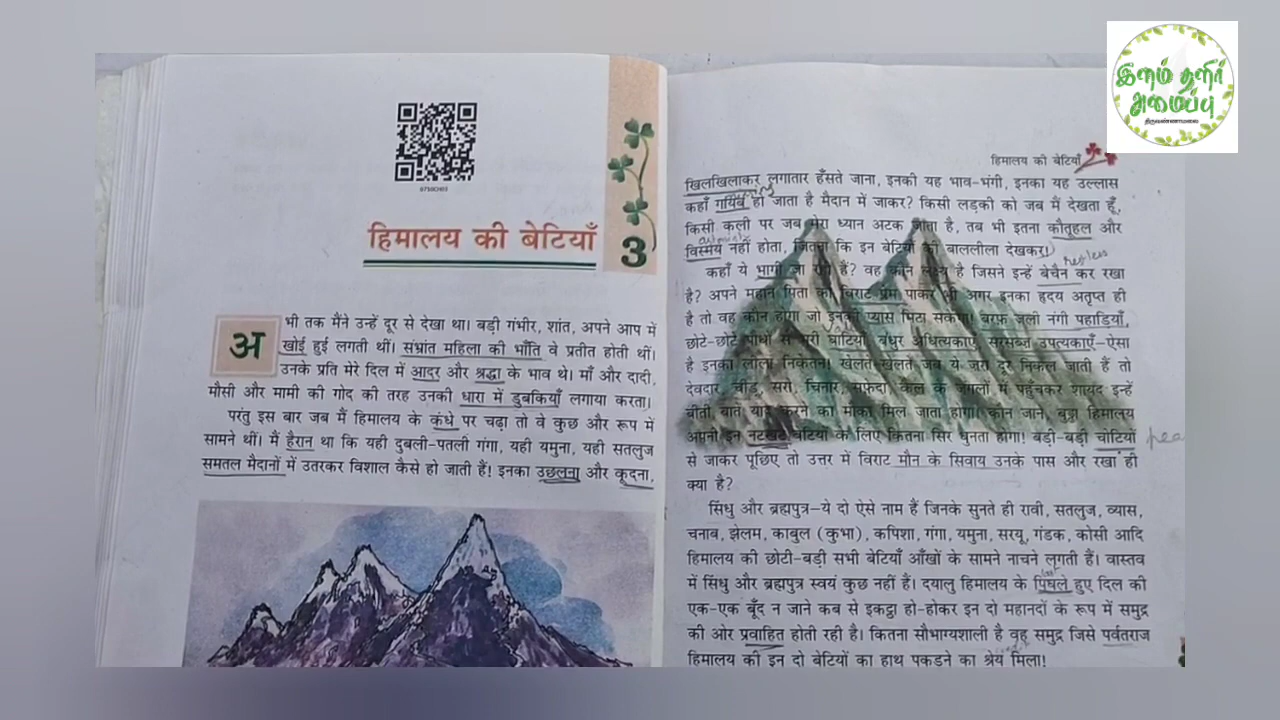 இளம் தளிர்
அமைப்பு
திருவண்ணாமலை
0750CH03
हिमालय की बेटियाँ
3
अ
भी तक मैंने उन्हें दूर से देखा था। बड़ी गंभीर, शांत, अपने आप में
खोई हुई लगती थीं। संभ्रांत महिला की भाँति वे प्रतीत होती थीं।
उनके प्रति मेरे दिल में आदर और श्रद्धा के भाव थे। माँ और दादी,
मौसी और मामी की गोद की तरह उनकी धारा में डुबकियाँ लगाया करता।
परंतु इस बार जब मैं हिमालय के कंधे पर चढ़ा तो वे कुछ और रूप में
सामने थीं। मैं हैरान था कि यही दुबली-पतली गंगा, यही यमुना, यही सतलुज
समतल मैदानों में उतरकर विशाल कैसे हो जाती हैं! इनका उछलना और कूदना,
हिमालय की बेटियाँ
खिलखिलाकर लगातार हँसते जाना, इनकी यह भाव-भंगी, इनका यह उल्लास
कहाँ गायब हो जाता है मैदान में जाकर? किसी लड़की को जब मैं देखता हूँ,
किसी कली पर जब मेरा ध्यान अटक जाता है, तब भी इतना कौतूहल और
विस्मय नहीं होता, जितना कि इन बेटियों की बाललीला देखकर!
restless
कहाँ ये भागी जा रही हैं? वह कौन लक्ष्य है जिसने इन्हें बेचैन कर रखा
है? अपने महान पिता का विराट प्रेम पाकर भी अगर इनका हृदय अतृप्त ही
है तो वह कौन होगा जो इनकी प्यास मिटा सकेगा! बरफ़ जली नंगी पहाड़ियाँ,
छोटे-छोटे पौधों से भरी घाटियाँ, बंधुर अधित्यकाएँ, सरसब्ज़ उपत्यकाएँ-ऐसा
है इनका लीला निकेतन! खेलते-खेलते जब ये जरा दूर निकल जाती हैं तो
देवदार, चीड़, सरो, चिनार, सफ़ेदा, कैल के जंगलों में पहुँचकर शायद इन्हें
बीती बातें याद करने का मौका मिल जाता होगा। कौन जाने, बुड्ढा हिमालय
अपनी इन नटखट बेटियों के लिए कितना सिर धुनता होगा! बड़ी-बड़ी चोटियों
से जाकर पूछिए तो उत्तर में विराट मौन के सिवाय उनके पास और रखा ही
क्या है?
सिंधु और ब्रह्मपुत्र-ये दो ऐसे नाम हैं जिनके सुनते ही रावी, सतलुज, व्यास,
चनाब, झेलम, काबुल (कुभा), कपिशा, गंगा, यमुना, सरयू, गंडक, कोसी आदि
हिमालय की छोटी-बड़ी सभी बेटियाँ आँखों के सामने नाचने लगती हैं। वास्तव
में सिंधु और ब्रह्मपुत्र स्वयं कुछ नहीं हैं। दयालु हिमालय के पिघले हुए दिल की
एक-एक बूँद न जाने कब से इकट्ठा हो-होकर इन दो महानदों के रूप में समुद्र
की ओर प्रवाहित होती रही है। कितना सौभाग्यशाली है वह समुद्र जिसे पर्वतराज
हिमालय की इन दो बेटियों का हाथ पकड़ने का श्रेय मिला!